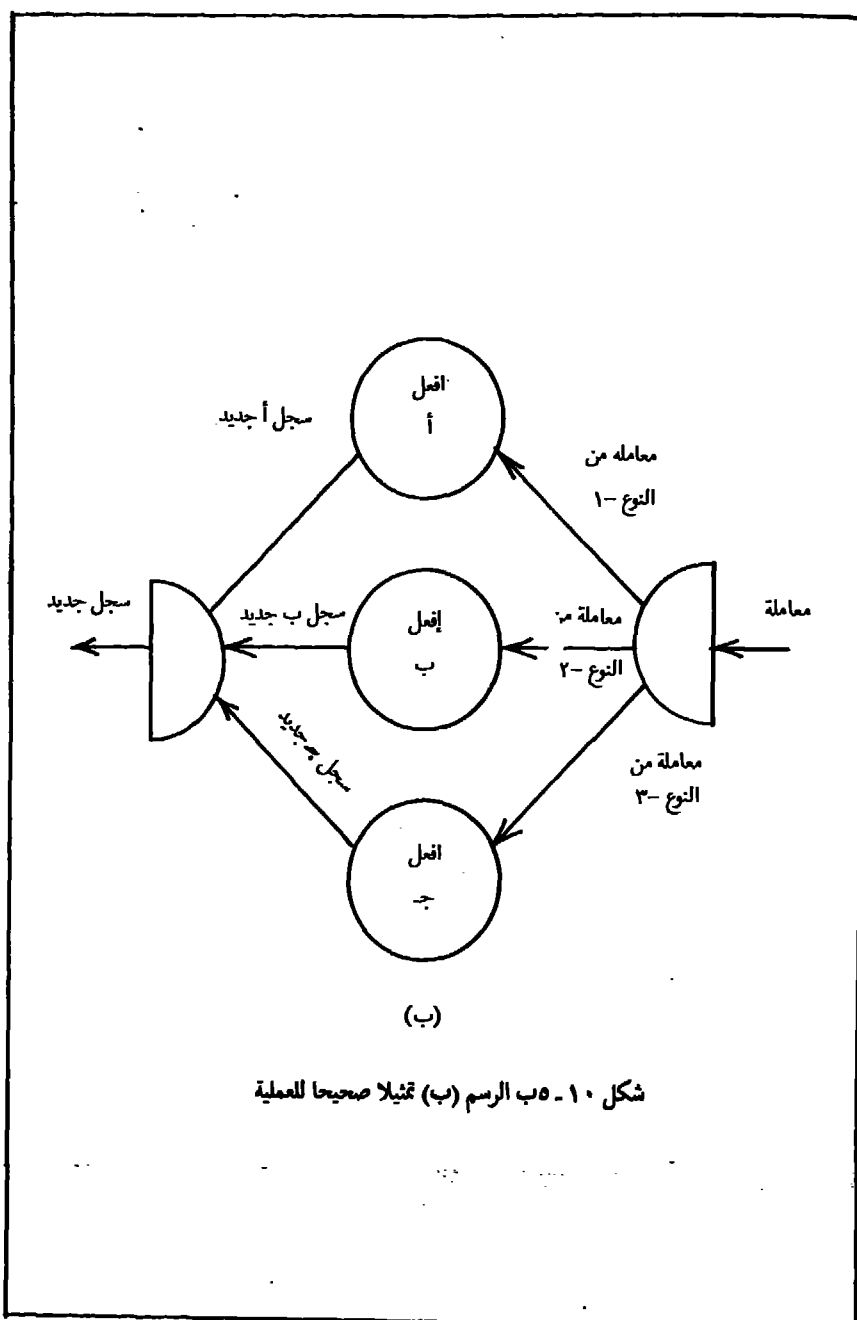 افعل
أ
سجل أ جديد
معامله من
النوع -١
معاملة
معاملة من
النوع -٢
إفعل
ب
سجل ب جديد
سجل جديد
سجل جـ جديد
معاملة من
النوع -٣
افعل
جـ
(ب)
شكل ١٠ - ٥ب الرسم (ب) تمثيلا صحيحا للعملية